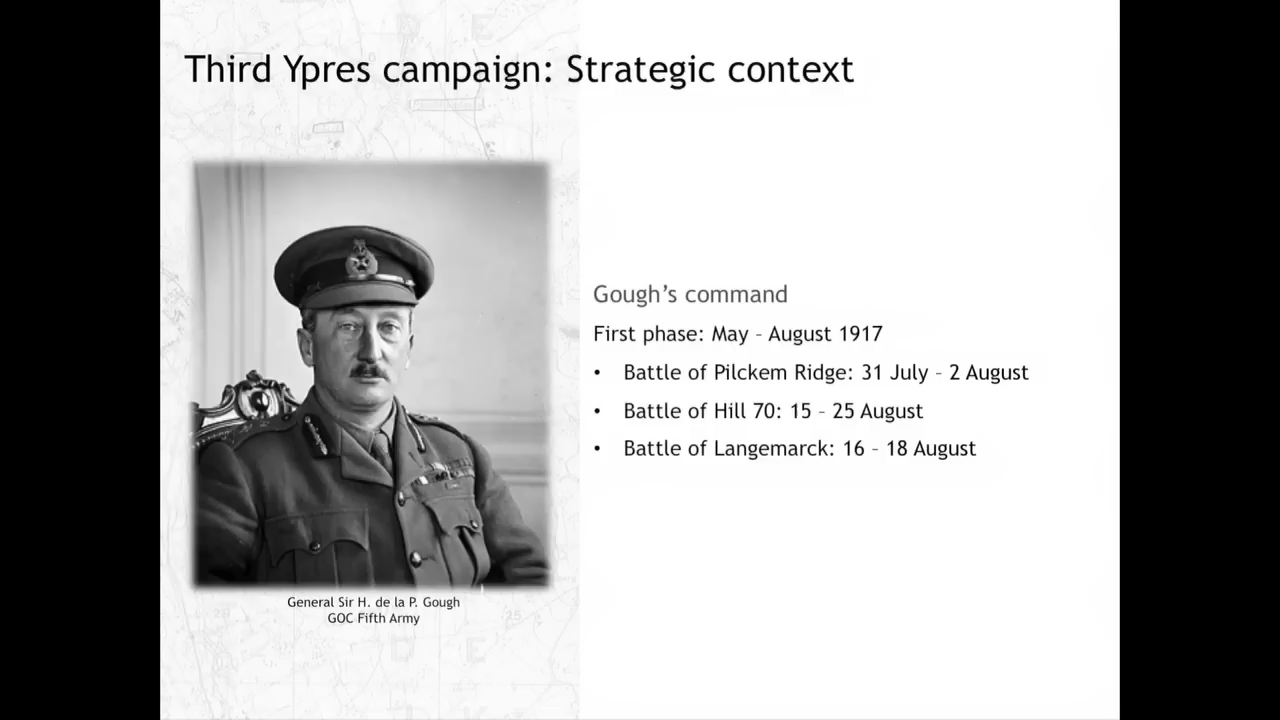 Third Ypres campaign: Strategic context
Gough’s command
First phase: May – August 1917
• Battle of Pilckem Ridge: 31 July – 2 August
• Battle of Hill 70: 15 – 25 August
• Battle of Langemarck: 16 – 18 August
General Sir H. de la P. Gough
GOC Fifth Army